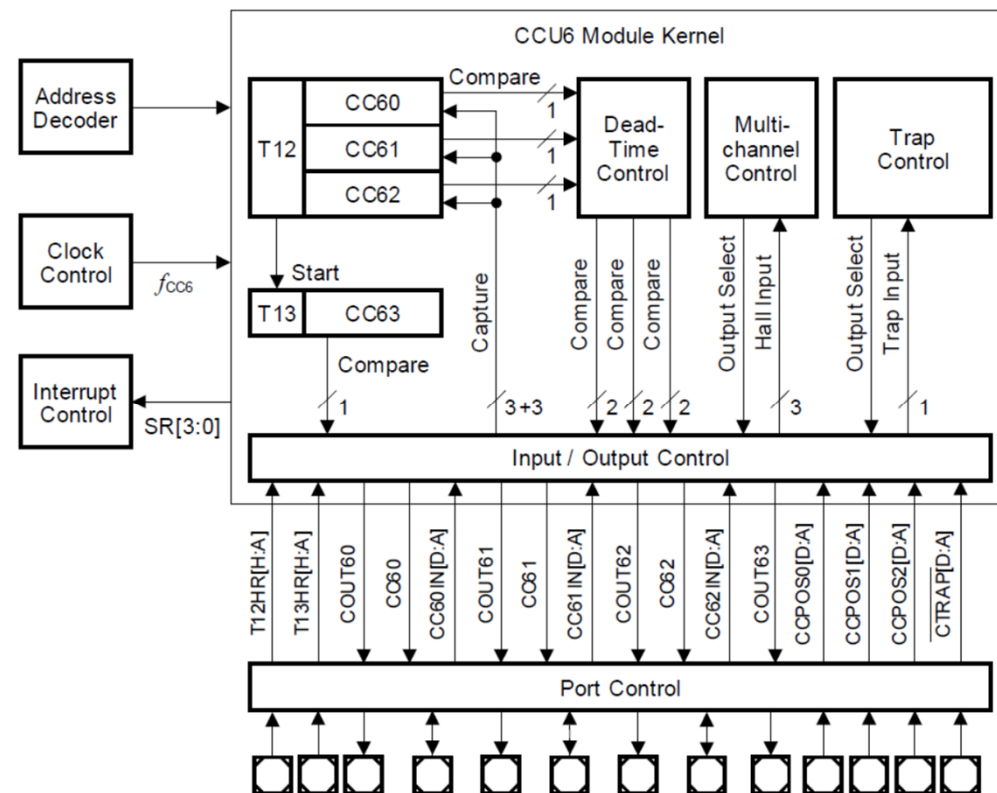 CCU6 Module Kernel
Address
Decoder
Clock
Control
fCC6
Interrupt
Control
SR[3:0]
T12
CC60
CC61
CC62
Compare
1
1
1
Dead-
Time
Control
Multi-
channel
Control
Trap
Control
Start
T13
CC63
Compare
1
Capture
3+3
Compare
2
Compare
2
Compare
2
Output Select
Hall Input
3
Output Select
Trap Input
1
Input / Output Control
T12HR[H:A]
T13HR[H:A]
COUT60
CC60
CC60IN[D:A]
COUT61
CC61
CC61IN[D:A]
COUT62
CC62
CC62IN[D:A]
COUT63
CCPOS0[D:A]
CCPOS1[D:A]
CCPOS2[D:A]
CTRAP[D:A]
Port Control